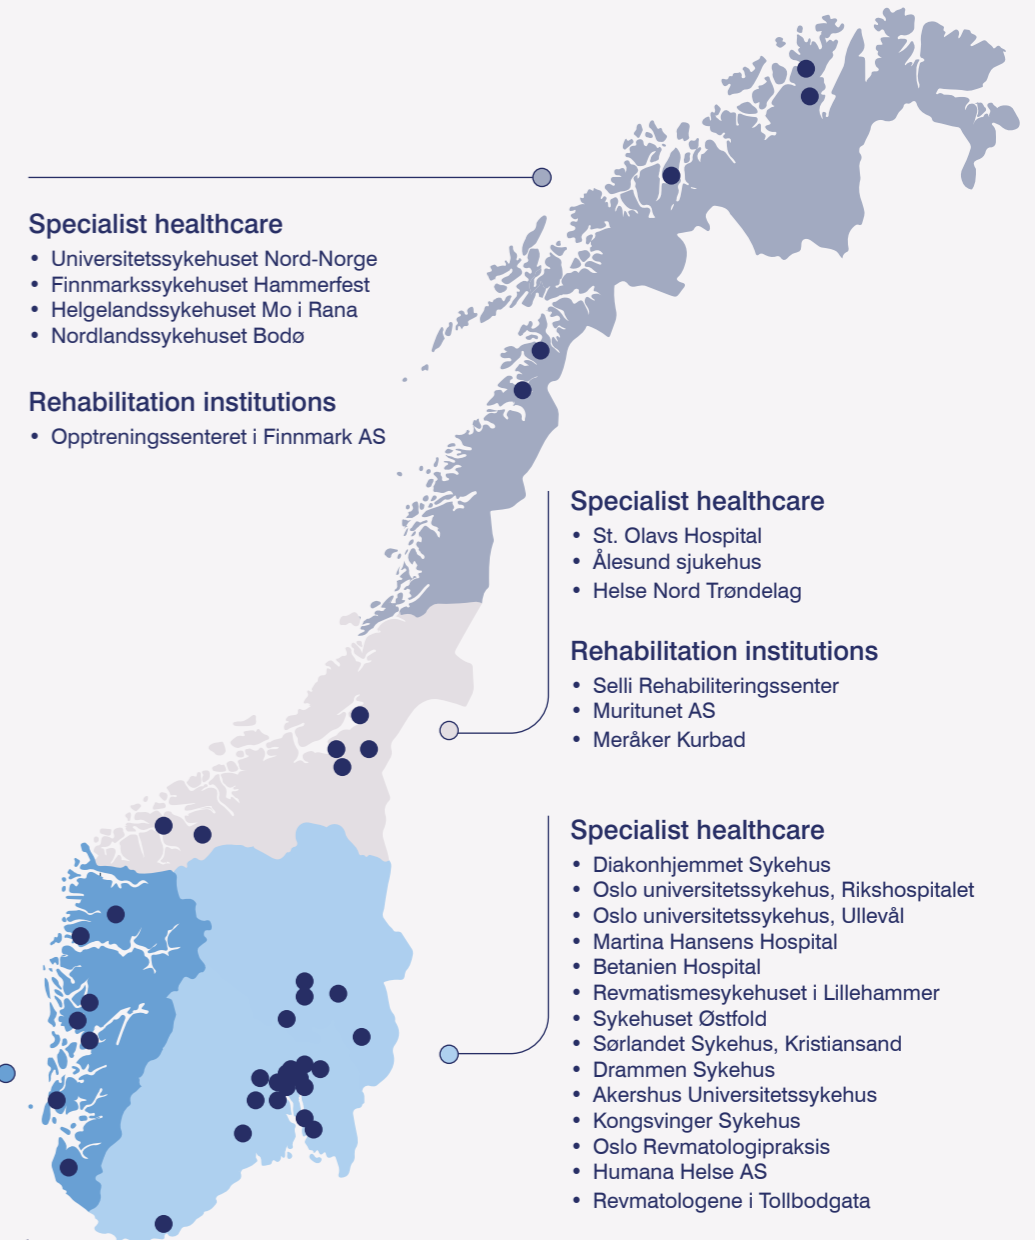 Specialist healthcare
• Universitetssykehuset Nord-Norge
• Finnmarkssykehuset Hammerfest
• Helgelandssykehuset Mo i Rana
• Nordlandssykehuset Bodø
Rehabilitation institutions
• Opptreningssenteret i Finnmark AS
Specialist healthcare
• St. Olavs Hospital
• Ålesund sjukehus
• Helse Nord Trøndelag
Rehabilitation institutions
• Selli Rehabiliteringssenter
• Muritunet AS
• Meråker Kurbad
Specialist healthcare
• Diakonhjemmet Sykehus
• Oslo universitetssykehus, Rikshospitalet
• Oslo universitetssykehus, Ullevål
• Martina Hansens Hospital
• Betanien Hospital
• Revmatismesykehuset i Lillehammer
• Sykehuset Østfold
• Sørlandet Sykehus, Kristiansand
• Drammen Sykehus
• Akershus Universitetssykehus
• Kongsvinger Sykehus
• Oslo Revmatologipraksis
• Humana Helse AS
• Revmatologene i Tollbodgata